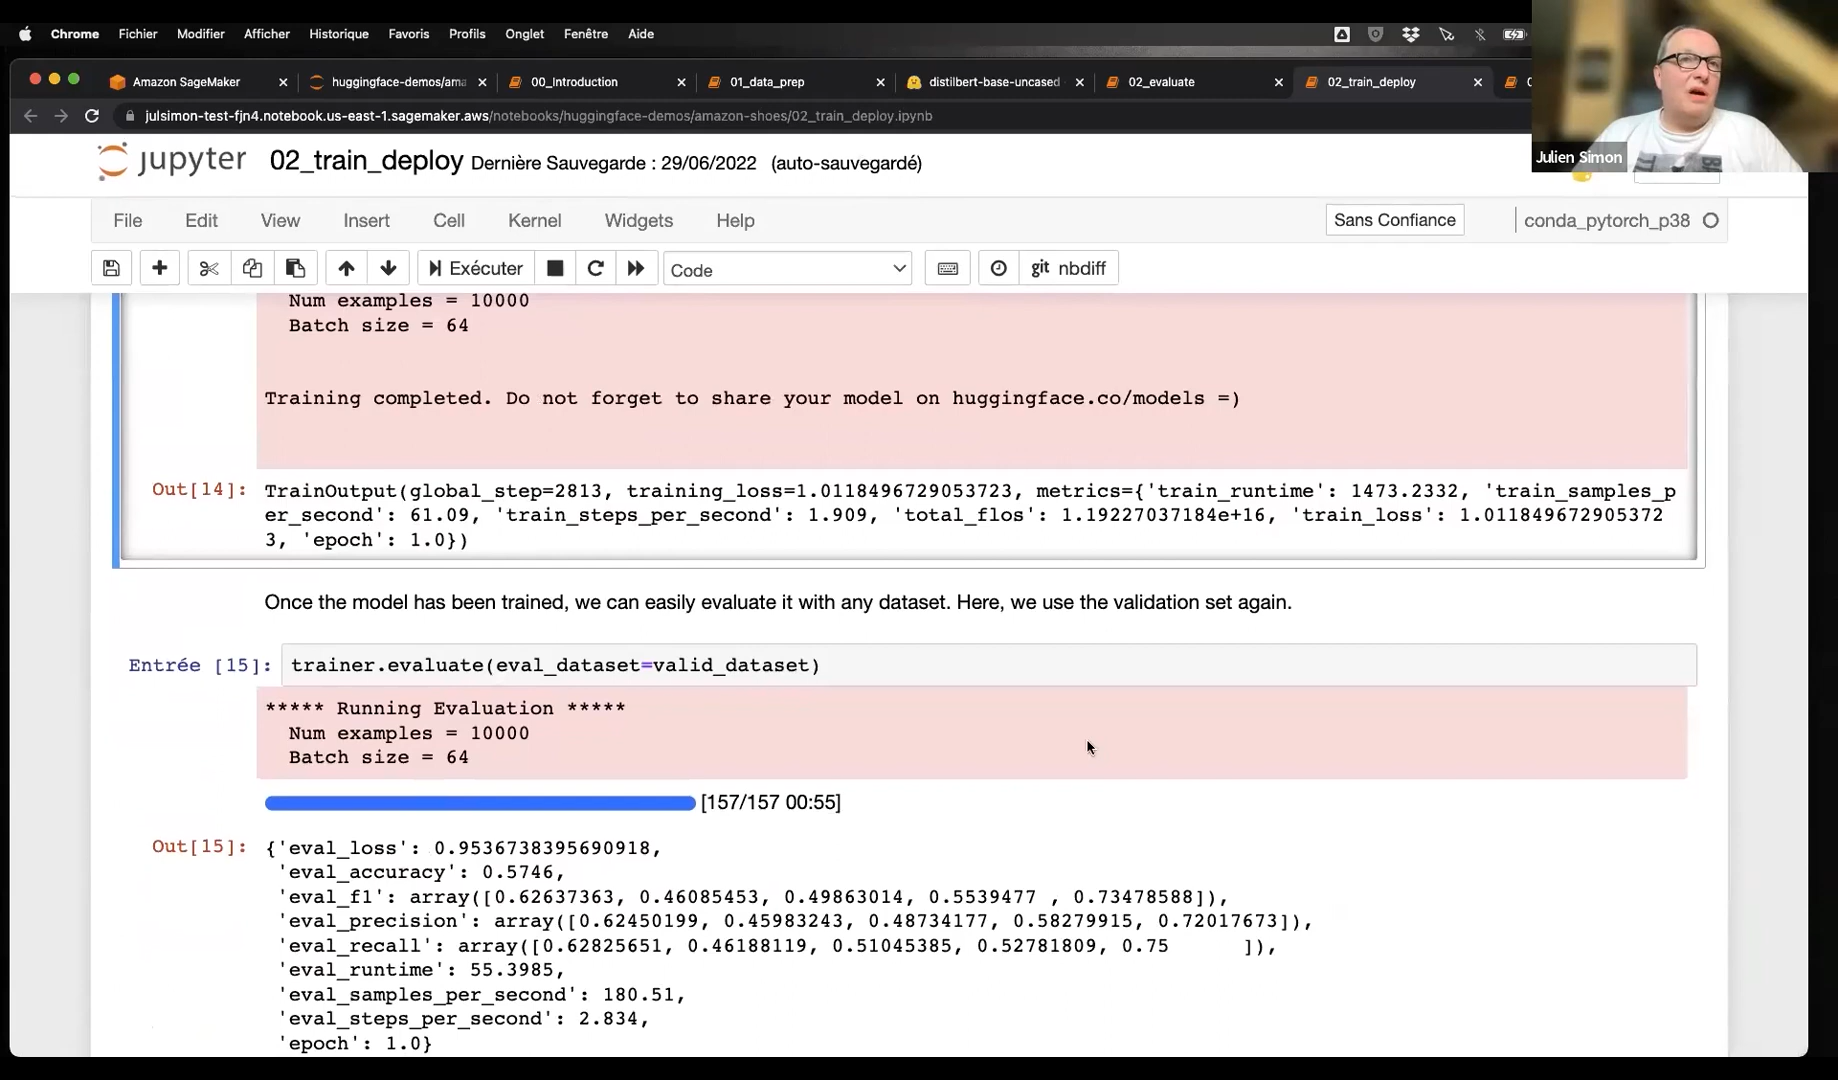 Chrome Fichier Modifier Afficher Historique Favoris Profils Onglet Fenêtre Aide
Amazon SageMaker huggingface-demos/ama 00_Introduction 01_data_prep distilbert-base-uncased 02_evaluate 02_train_deploy
julsimon-test-fjn4.notebook.us-east-1.sagemaker.aws/notebooks/huggingface-demos/amazon-shoes/02_train_deploy.ipynb
Julien Simon
jupyter 02_train_deploy Dernière Sauvegarde : 29/06/2022 (auto-sauvegardé)
File Edit View Insert Cell Kernel Widgets Help Sans Confiance conda_pytorch_p38
Exécuter Code git nbdiff
Num examples = 10000
Batch size = 64
Training completed. Do not forget to share your model on huggingface.co/models =)
Out[14]: TrainOutput(global_step=2813, training_loss=1.0118496729053723, metrics={'train_runtime': 1473.2332, 'train_samples_p
er_second': 61.09, 'train_steps_per_second': 1.909, 'total_flos': 1.19227037184e+16, 'train_loss': 1.011849672905372
3, 'epoch': 1.0})
Once the model has been trained, we can easily evaluate it with any dataset. Here, we use the validation set again.
Entrée [15]: trainer.evaluate(eval_dataset=valid_dataset)
***** Running Evaluation *****
Num examples = 10000
Batch size = 64
[157/157 00:55]
Out[15]: {'eval_loss': 0.9536738395690918,
'eval_accuracy': 0.5746,
'eval_f1': array([0.62637363, 0.46085453, 0.49863014, 0.5539477 , 0.73478588]),
'eval_precision': array([0.62450199, 0.45983243, 0.48734177, 0.58279915, 0.72017673]),
'eval_recall': array([0.62825651, 0.46188119, 0.51045385, 0.52781809, 0.75 ]),
'eval_runtime': 55.3985,
'eval_samples_per_second': 180.51,
'eval_steps_per_second': 2.834,
'epoch': 1.0}